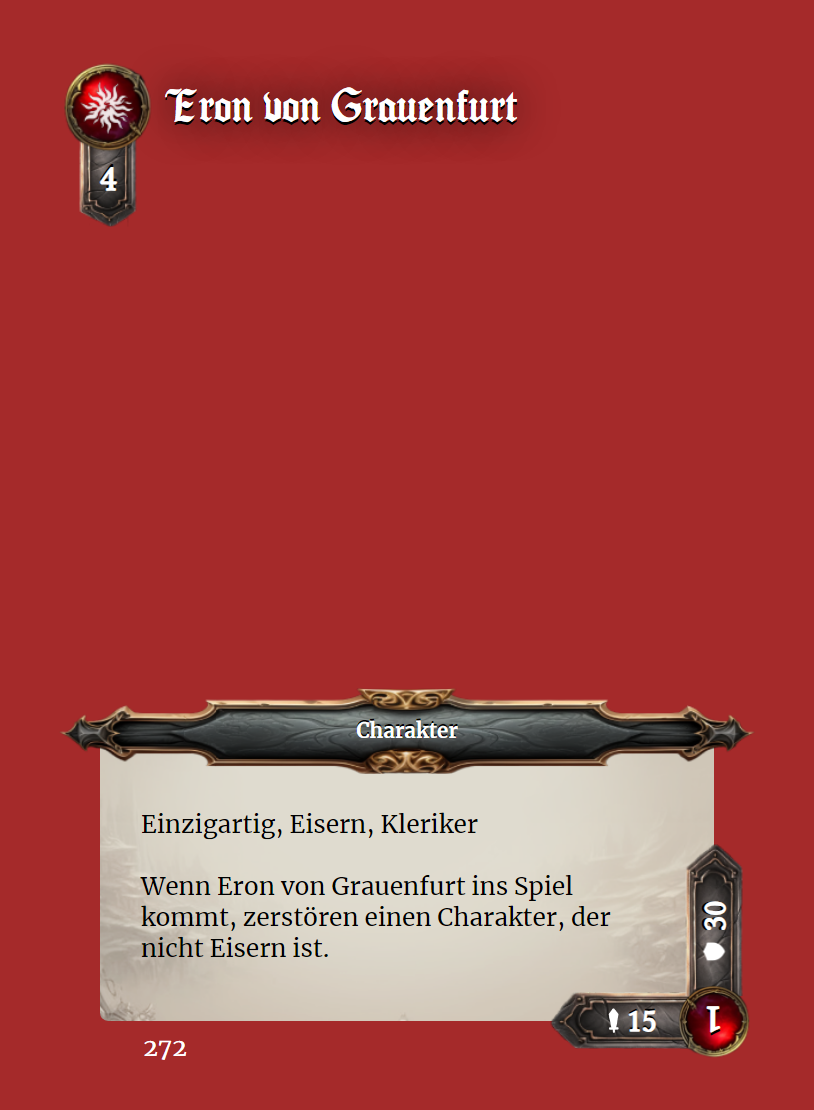 Eron von Grauenfurt
4
Charakter
Einzigartig, Eisern, Kleriker
Wenn Eron von Grauenfurt ins Spiel
kommt, zerstören einen Charakter, der
nicht Eisern ist.
30
15
1
272